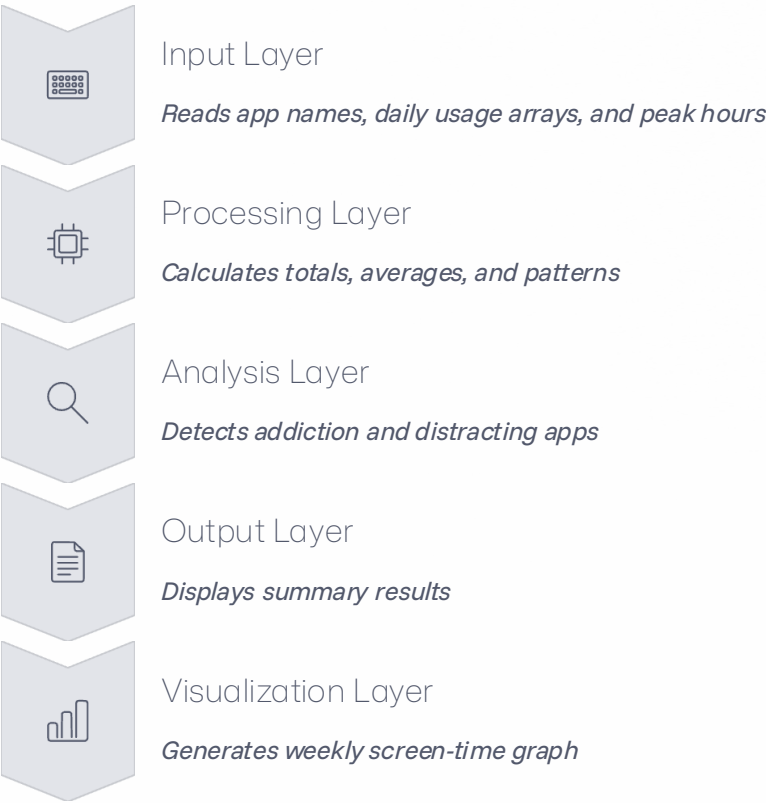 Input Layer
Reads app names, daily usage arrays, and peak hours
Processing Layer
Calculates totals, averages, and patterns
Analysis Layer
Detects addiction and distracting apps
Output Layer
Displays summary results
Visualization Layer
Generates weekly screen-time graph